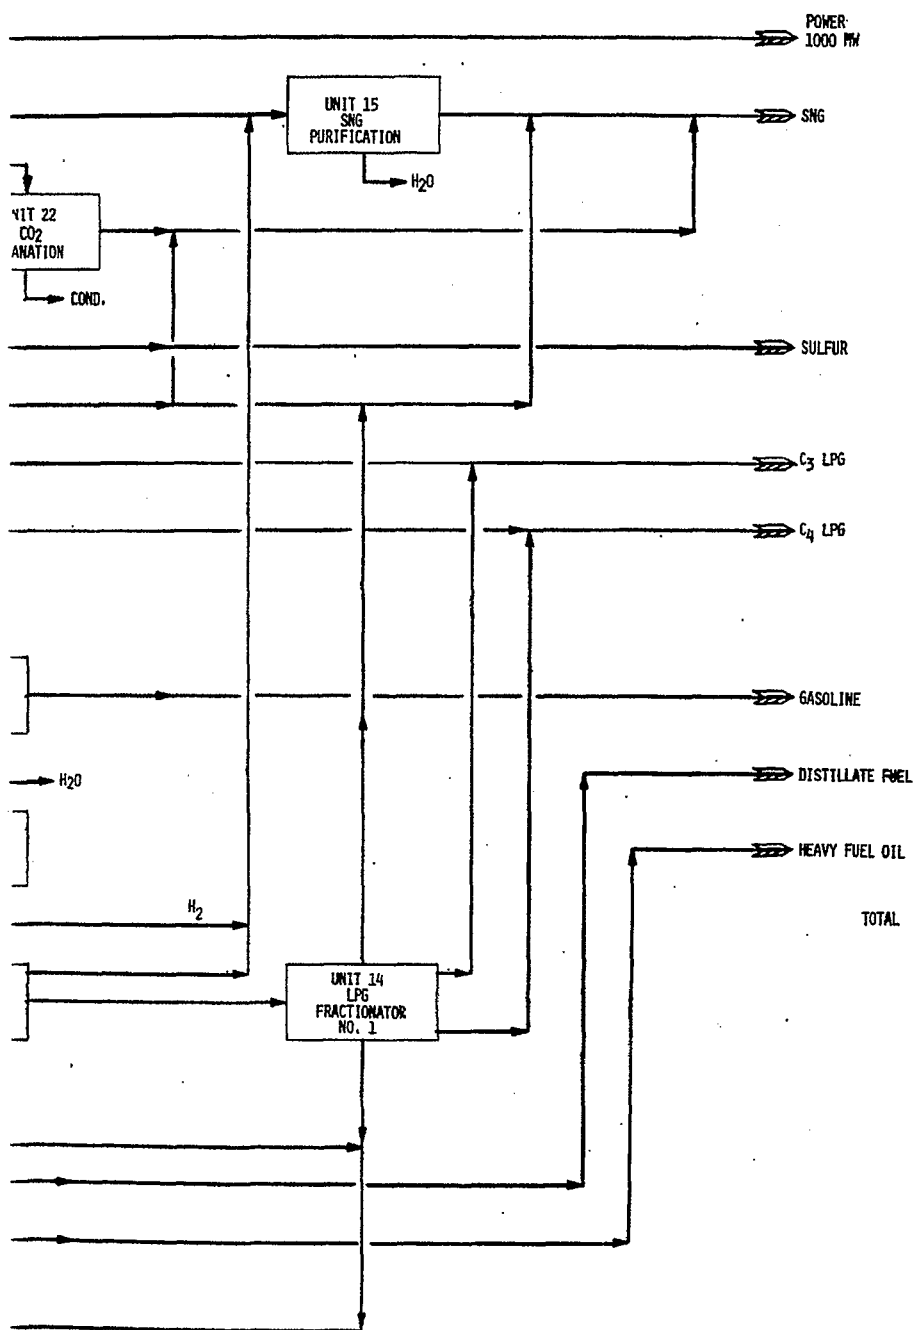 POWER
1000 MW
UNIT 15
SNG
PURIFICATION
SNG
H2O
NIT 22
CO2
ANATION
COND.
SULFUR
C3 LPG
C4 LPG
GASOLINE
H2O
DISTILLATE FUEL
HEAVY FUEL OIL
H2
TOTAL
UNIT 14
LPG
FRACTIONATOR
NO. 1